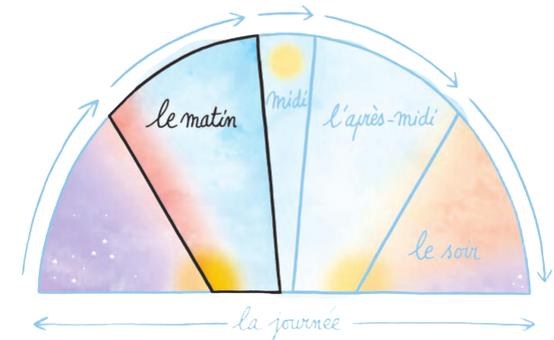 le matin
midi
l'après-midi
le soir
la journée